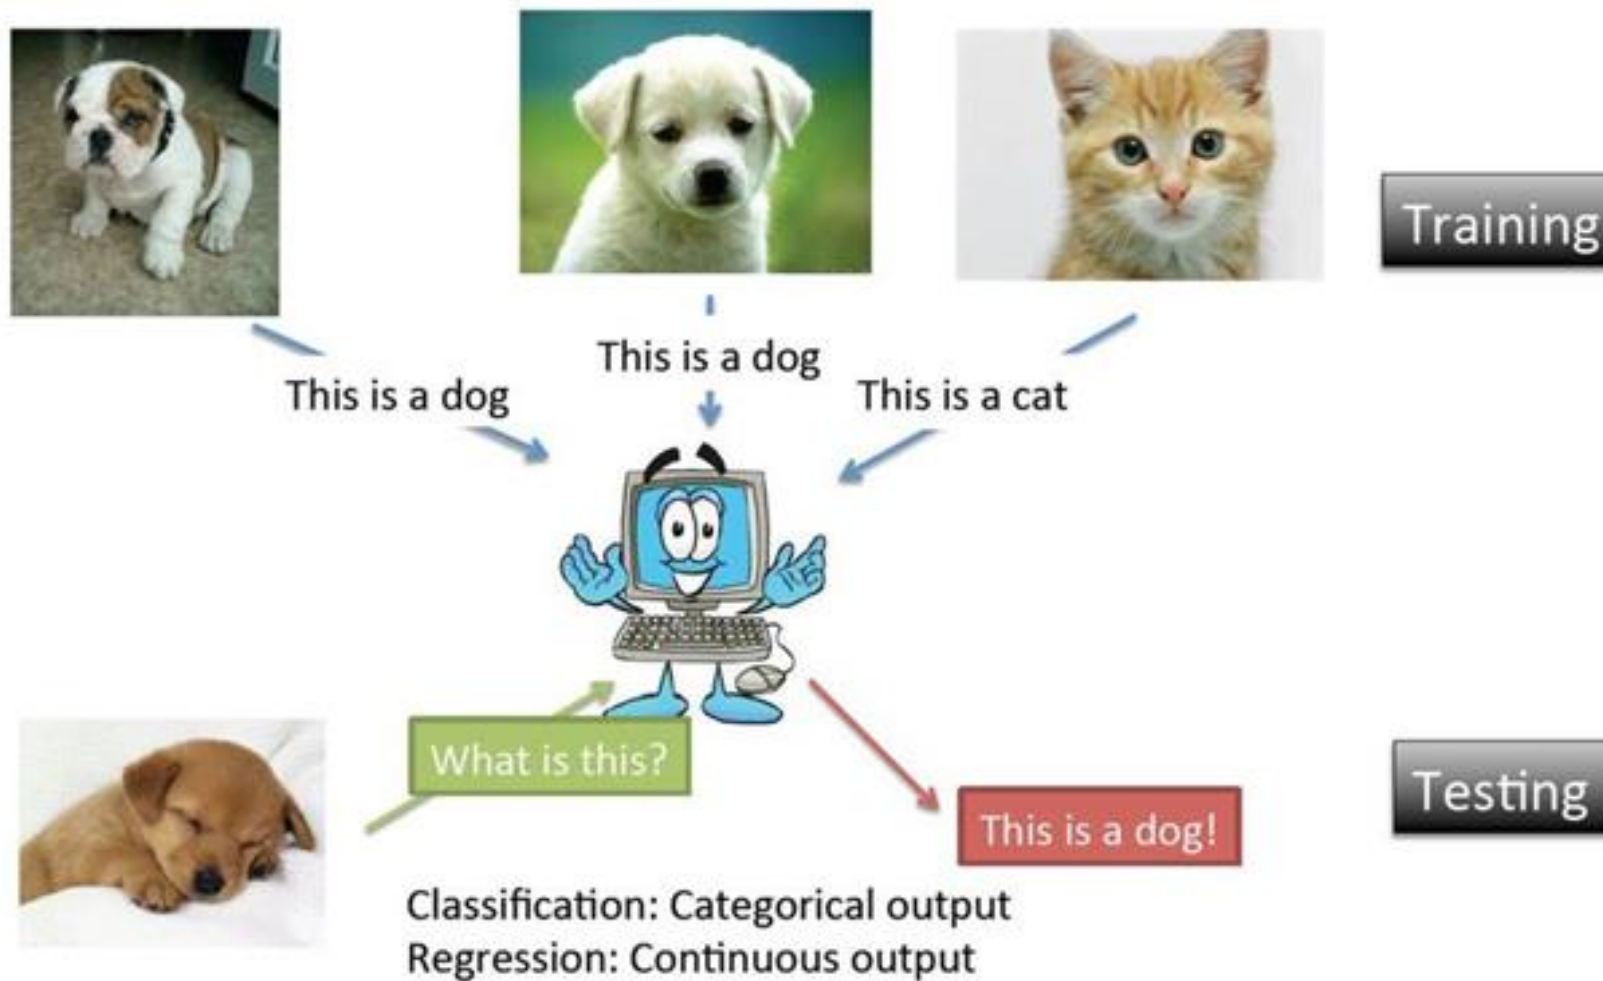 Training
This is a dog
This is a dog
This is a cat
What is this?
Testing
This is a dog!
Classification: Categorical output
Regression: Continuous output